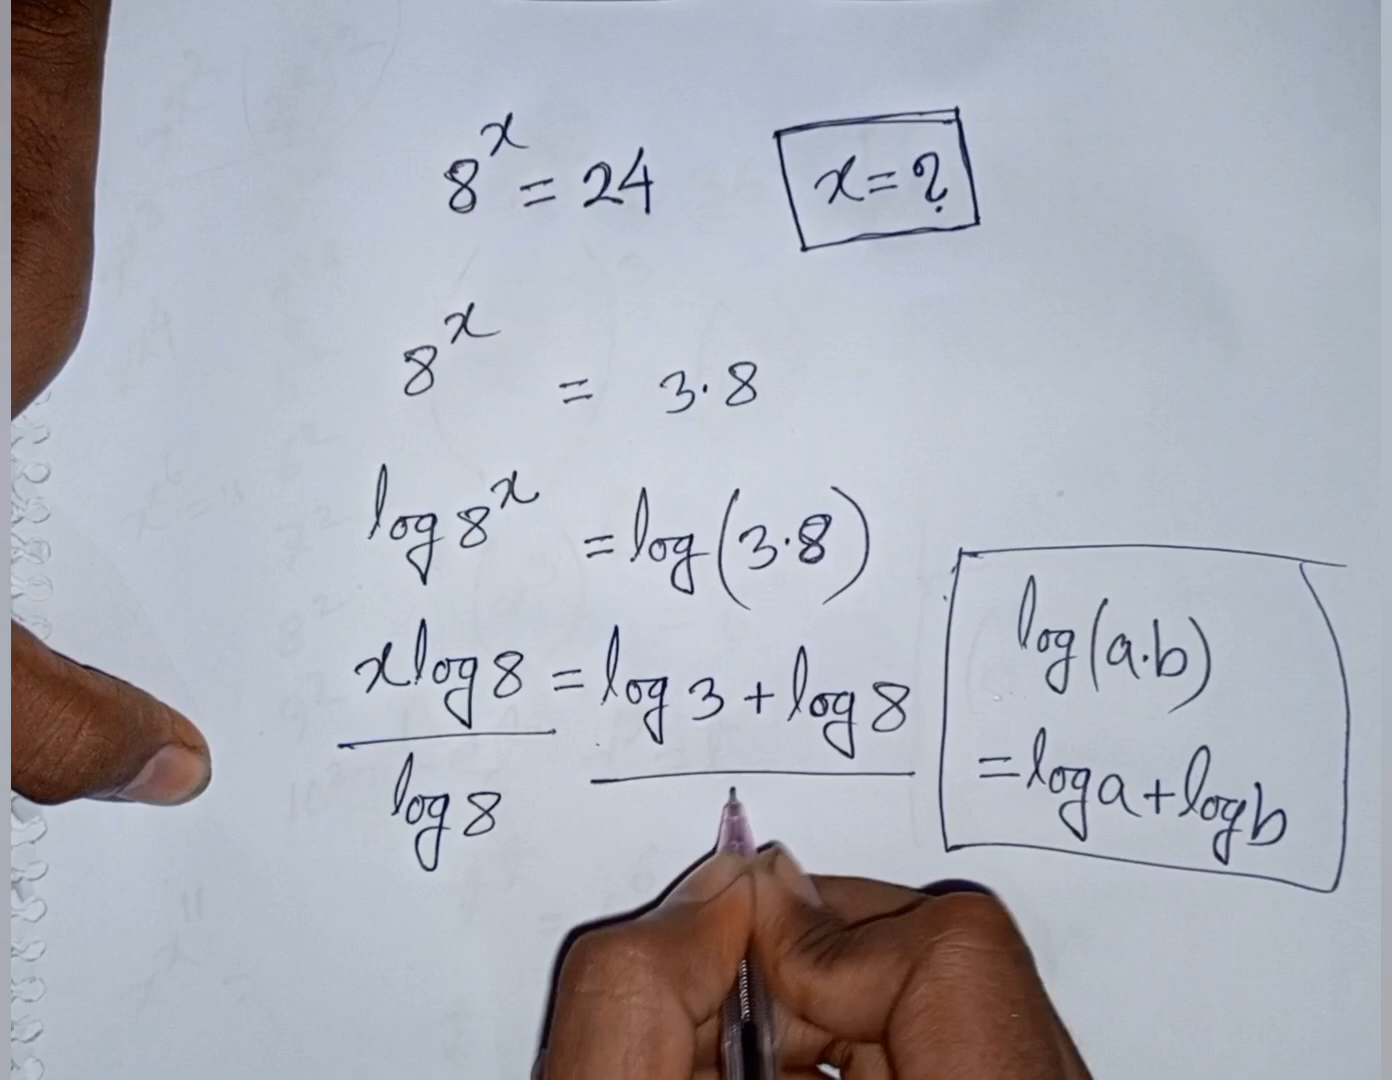 8^x = 24
x = ?
8^x = 3·8
log 8^x = log(3·8)
x log 8 = log 3 + log 8
log 8
log(a·b)
= log a + log b